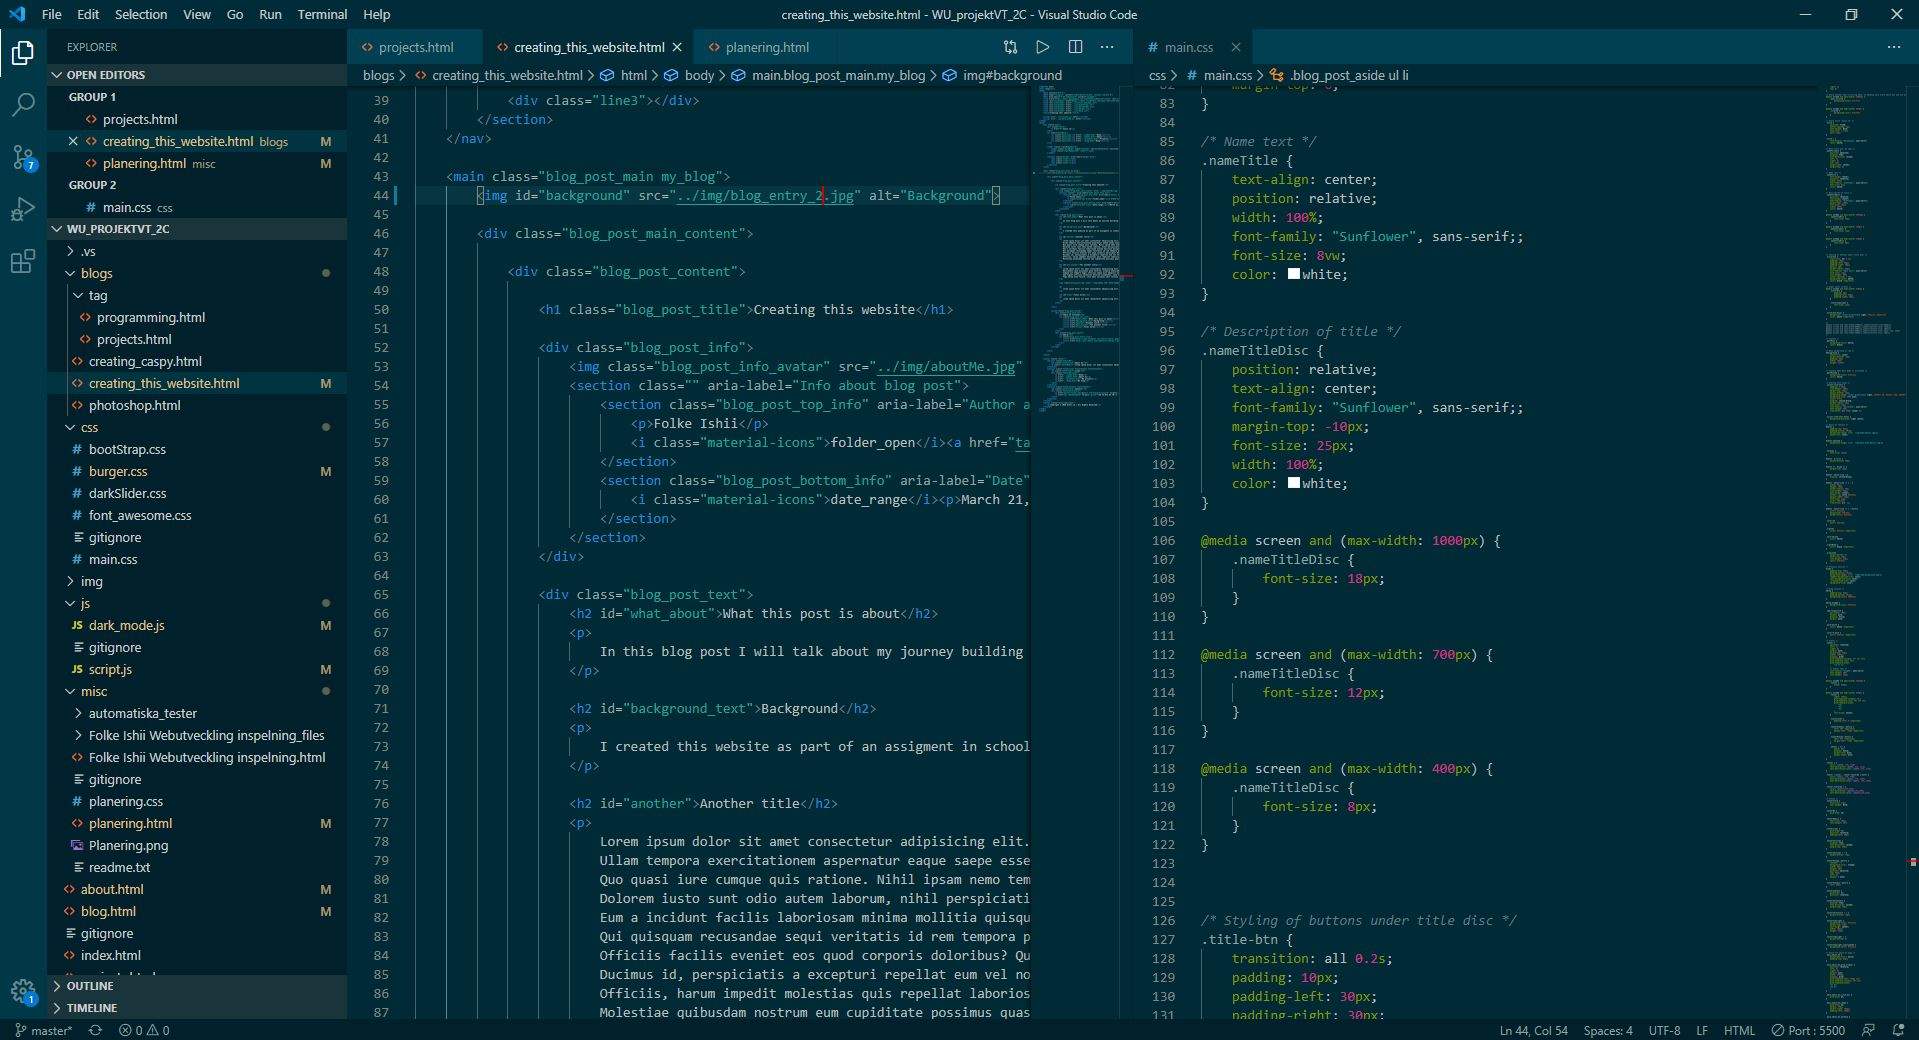 File Edit Selection View Go Run Terminal Help
creating_this_website.html - WU_projektVT_2C - Visual Studio Code
EXPLORER
OPEN EDITORS
GROUP 1
projects.html
creating_this_website.html blogs M
planering.html misc M
GROUP 2
main.css css
WU_PROJEKTVT_2C
.vs
blogs
tag
programming.html
projects.html
creating_caspy.html
creating_this_website.html M
photoshop.html
css
bootStrap.css
burger.css M
darkSlider.css
font_awesome.css
gitignore
main.css
img
js
dark_mode.js M
gitignore
script.js M
misc
automatiska_tester
Folke Ishii Webutveckling inspelning_files
Folke Ishii Webutveckling inspelning.html
gitignore
planering.css
planering.html M
Planering.png
readme.txt
about.html M
blog.html M
gitignore
index.html
OUTLINE
TIMELINE
7
1
projects.html creating_this_website.html planering.html
blogs > creating_this_website.html > html > body > main.blog_post_main.my_blog > img#background
39 <div class="line3"></div>
40 </section>
41 </nav>
42
43 <main class="blog_post_main my_blog">
44 <img id="background" src="../img/blog_entry_2.jpg" alt="Background">
45
46 <div class="blog_post_main_content">
47
48 <div class="blog_post_content">
49
50 <h1 class="blog_post_title">Creating this website</h1>
51
52 <div class="blog_post_info">
53 <img class="blog_post_info_avatar" src="../img/aboutMe.jpg"
54 <section class="" aria-label="Info about blog post">
55 <section class="blog_post_top_info" aria-label="Author a
56 <p>Folke Ishii</p>
57 <i class="material-icons">folder_open</i><a href="ta
58 </section>
59 <section class="blog_post_bottom_info" aria-label="Date"
60 <i class="material-icons">date_range</i><p>March 21,
61 </section>
62 </section>
63 </div>
64
65 <div class="blog_post_text">
66 <h2 id="what_about">What this post is about</h2>
67 <p>
68 In this blog post I will talk about my journey building
69 </p>
70
71 <h2 id="background_text">Background</h2>
72 <p>
73 I created this website as part of an assigment in school
74 </p>
75
76 <h2 id="another">Another title</h2>
77 <p>
78 Lorem ipsum dolor sit amet consectetur adipisicing elit.
79 Ullam tempora exercitationem aspernatur eaque saepe esse
80 Quo quasi iure cumque quis ratione. Nihil ipsam nemo tem
81 Dolorem iusto sunt odio autem laborum, nihil perspiciati
82 Eum a incidunt facilis laboriosam minima mollitia quisqu
83 Qui quisquam recusandae sequi veritatis id rem tempora p
84 Officiis facilis eveniet eos quod corporis doloribus? Qu
85 Ducimus id, perspiciatis a excepturi repellat eum vel no
86 Officiis, harum impedit molestias quis repellat laborios
87 Molestiae quibusdam nostrum eum cupiditate possimus quas
# main.css
css > # main.css > .blog_post_aside ul li
83 }
84
85 /* Name text */
86 .nameTitle {
87 text-align: center;
88 position: relative;
89 width: 100%;
90 font-family: "Sunflower", sans-serif;;
91 font-size: 8vw;
92 color: white;
93 }
94
95 /* Description of title */
96 .nameTitleDisc {
97 position: relative;
98 text-align: center;
99 font-family: "Sunflower", sans-serif;;
100 margin-top: -10px;
101 font-size: 25px;
102 width: 100%;
103 color: white;
104 }
105
106 @media screen and (max-width: 1000px) {
107 .nameTitleDisc {
108 font-size: 18px;
109 }
110 }
111
112 @media screen and (max-width: 700px) {
113 .nameTitleDisc {
114 font-size: 12px;
115 }
116 }
117
118 @media screen and (max-width: 400px) {
119 .nameTitleDisc {
120 font-size: 8px;
121 }
122 }
123
124
125
126 /* Styling of buttons under title disc */
127 .title-btn {
128 transition: all 0.2s;
129 padding: 10px;
130 padding-left: 30px;
131 padding-right: 30px;
master* 0 0
Ln 44, Col 54 Spaces: 4 UTF-8 LF HTML Port : 5500